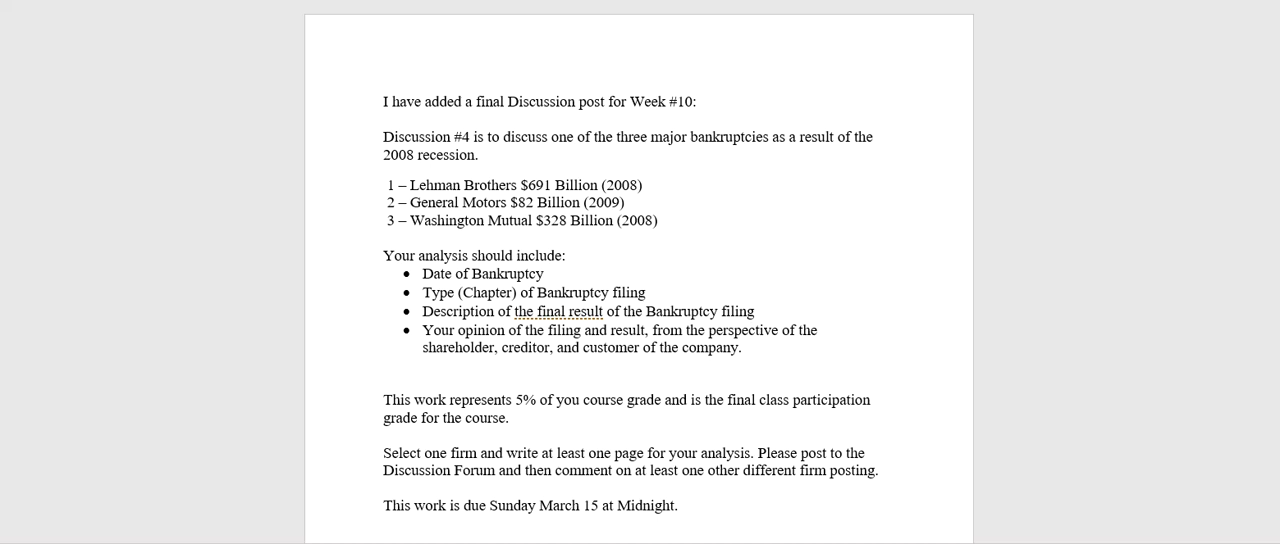 I have added a final Discussion post for Week #10:
Discussion #4 is to discuss one of the three major bankruptcies as a result of the
2008 recession.
1 – Lehman Brothers $691 Billion (2008)
2 – General Motors $82 Billion (2009)
3 – Washington Mutual $328 Billion (2008)
Your analysis should include:
• Date of Bankruptcy
• Type (Chapter) of Bankruptcy filing
• Description of the final result of the Bankruptcy filing
• Your opinion of the filing and result, from the perspective of the
shareholder, creditor, and customer of the company.
This work represents 5% of you course grade and is the final class participation
grade for the course.
Select one firm and write at least one page for your analysis. Please post to the
Discussion Forum and then comment on at least one other different firm posting.
This work is due Sunday March 15 at Midnight.